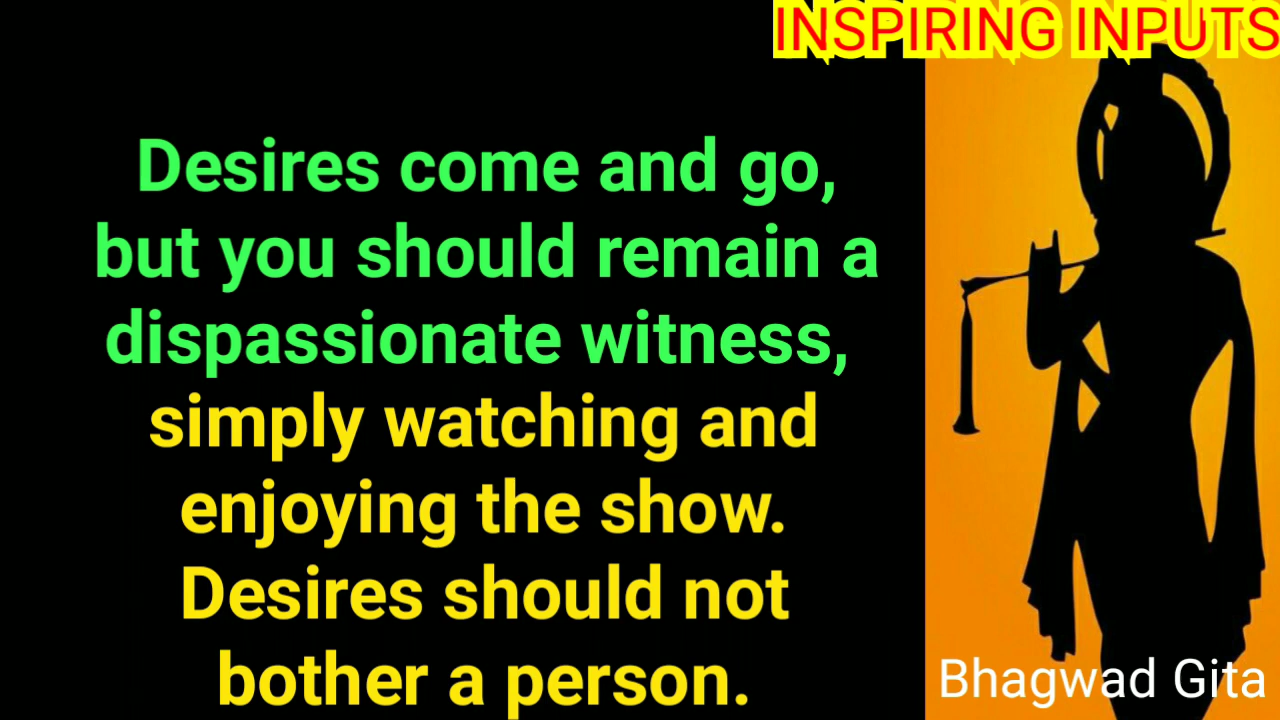 INSPIRING INPUTS
Desires come and go,
but you should remain a
dispassionate witness,
simply watching and
enjoying the show.
Desires should not
bother a person.
Bhagwad Gita